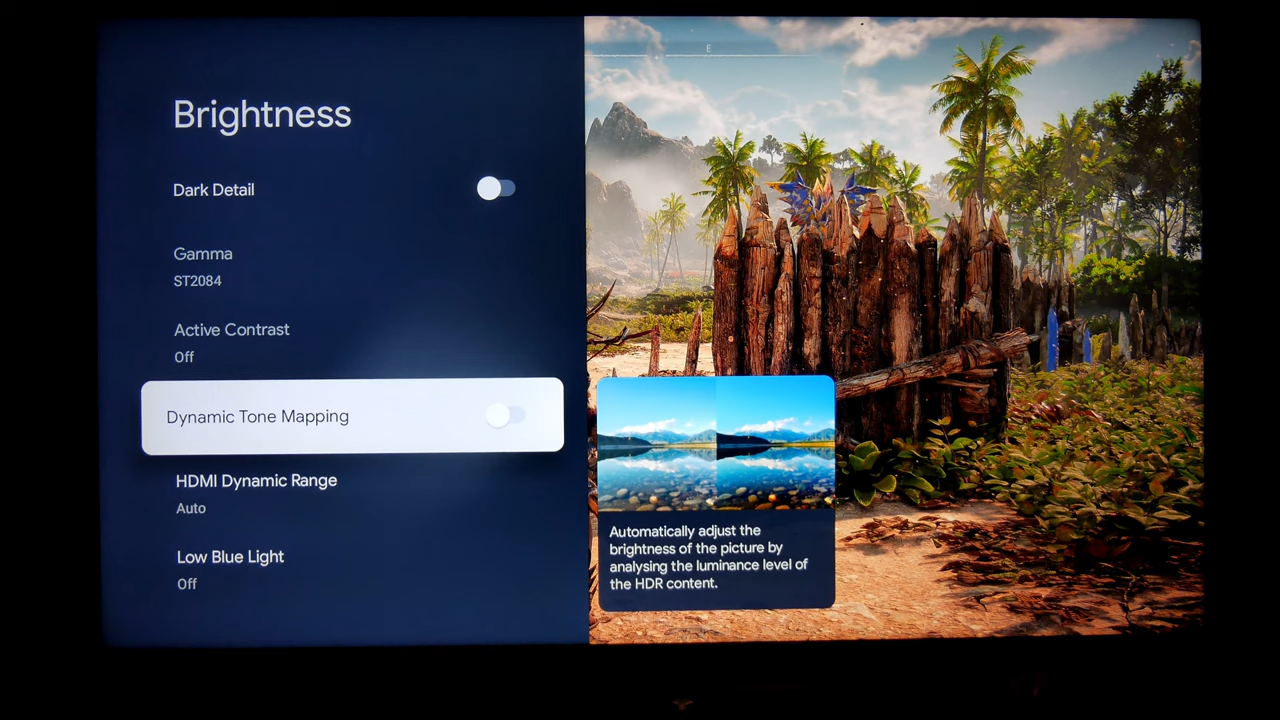 Brightness
Dark Detail
Gamma
ST2084
Active Contrast
Off
Dynamic Tone Mapping
HDMI Dynamic Range
Auto
Low Blue Light
Off
E
Automatically adjust the
brightness of the picture by
analysing the luminance level of
the HDR content.